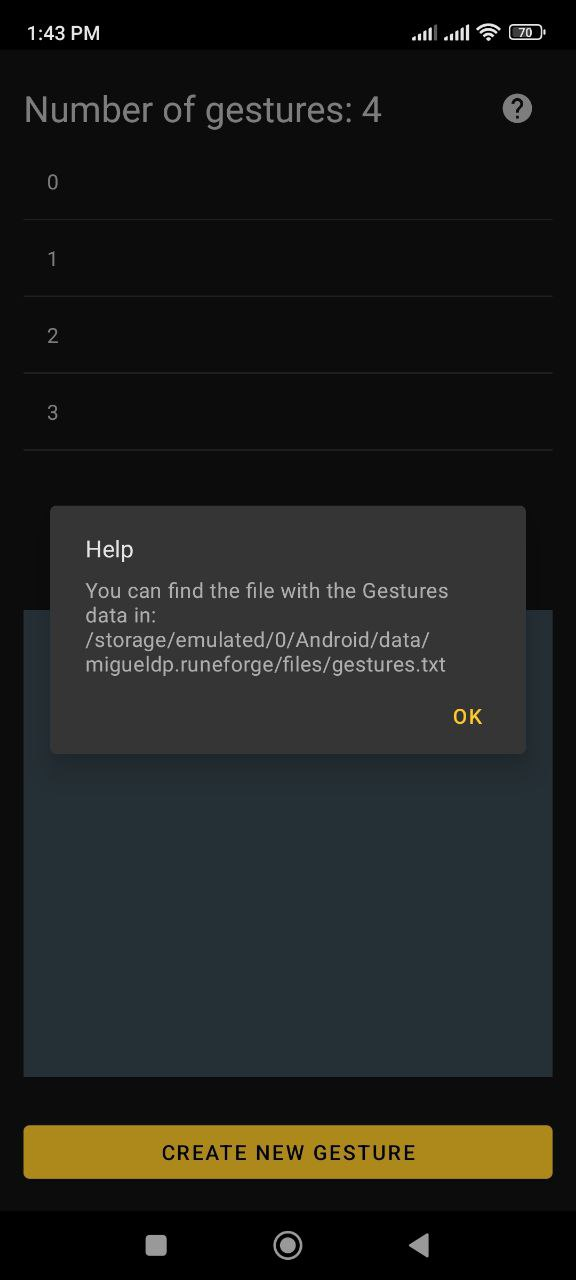 1:43 PM
70
Number of gestures: 4
?
0
1
2
3
Help
You can find the file with the Gestures
data in:
/storage/emulated/0/Android/data/
migueldp.runeforge/files/gestures.txt
OK
CREATE NEW GESTURE